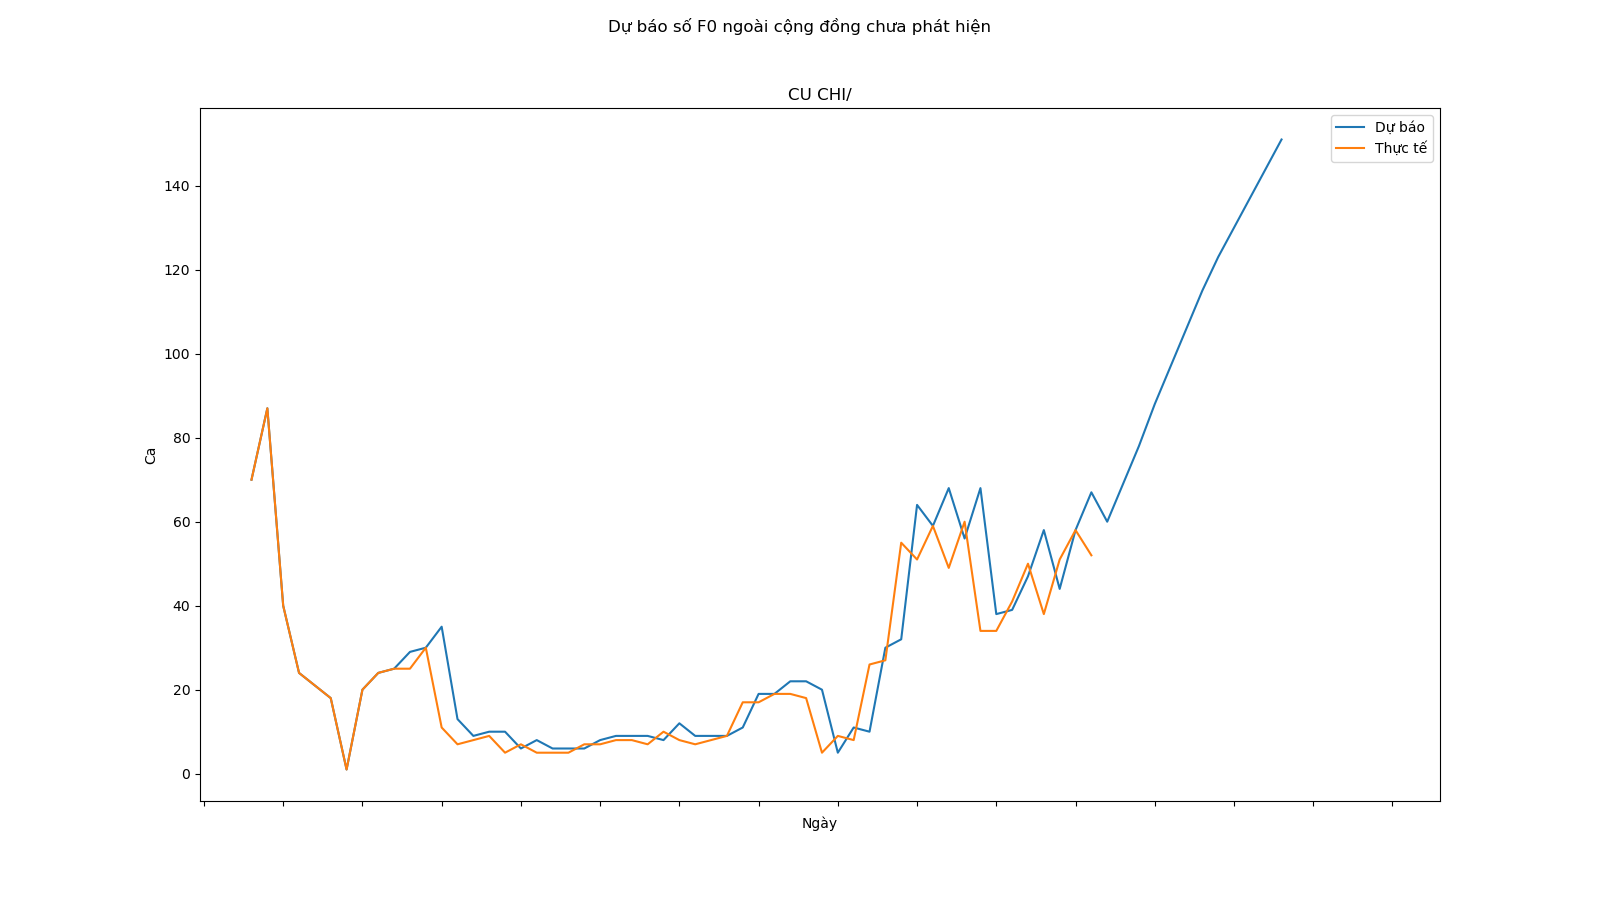 Dự báo số F0 ngoài cộng đồng chưa phát hiện
CU CHI/
Dự báo
Thực tế
140
120
100
80
60
40
20
0
Ca
Ngày